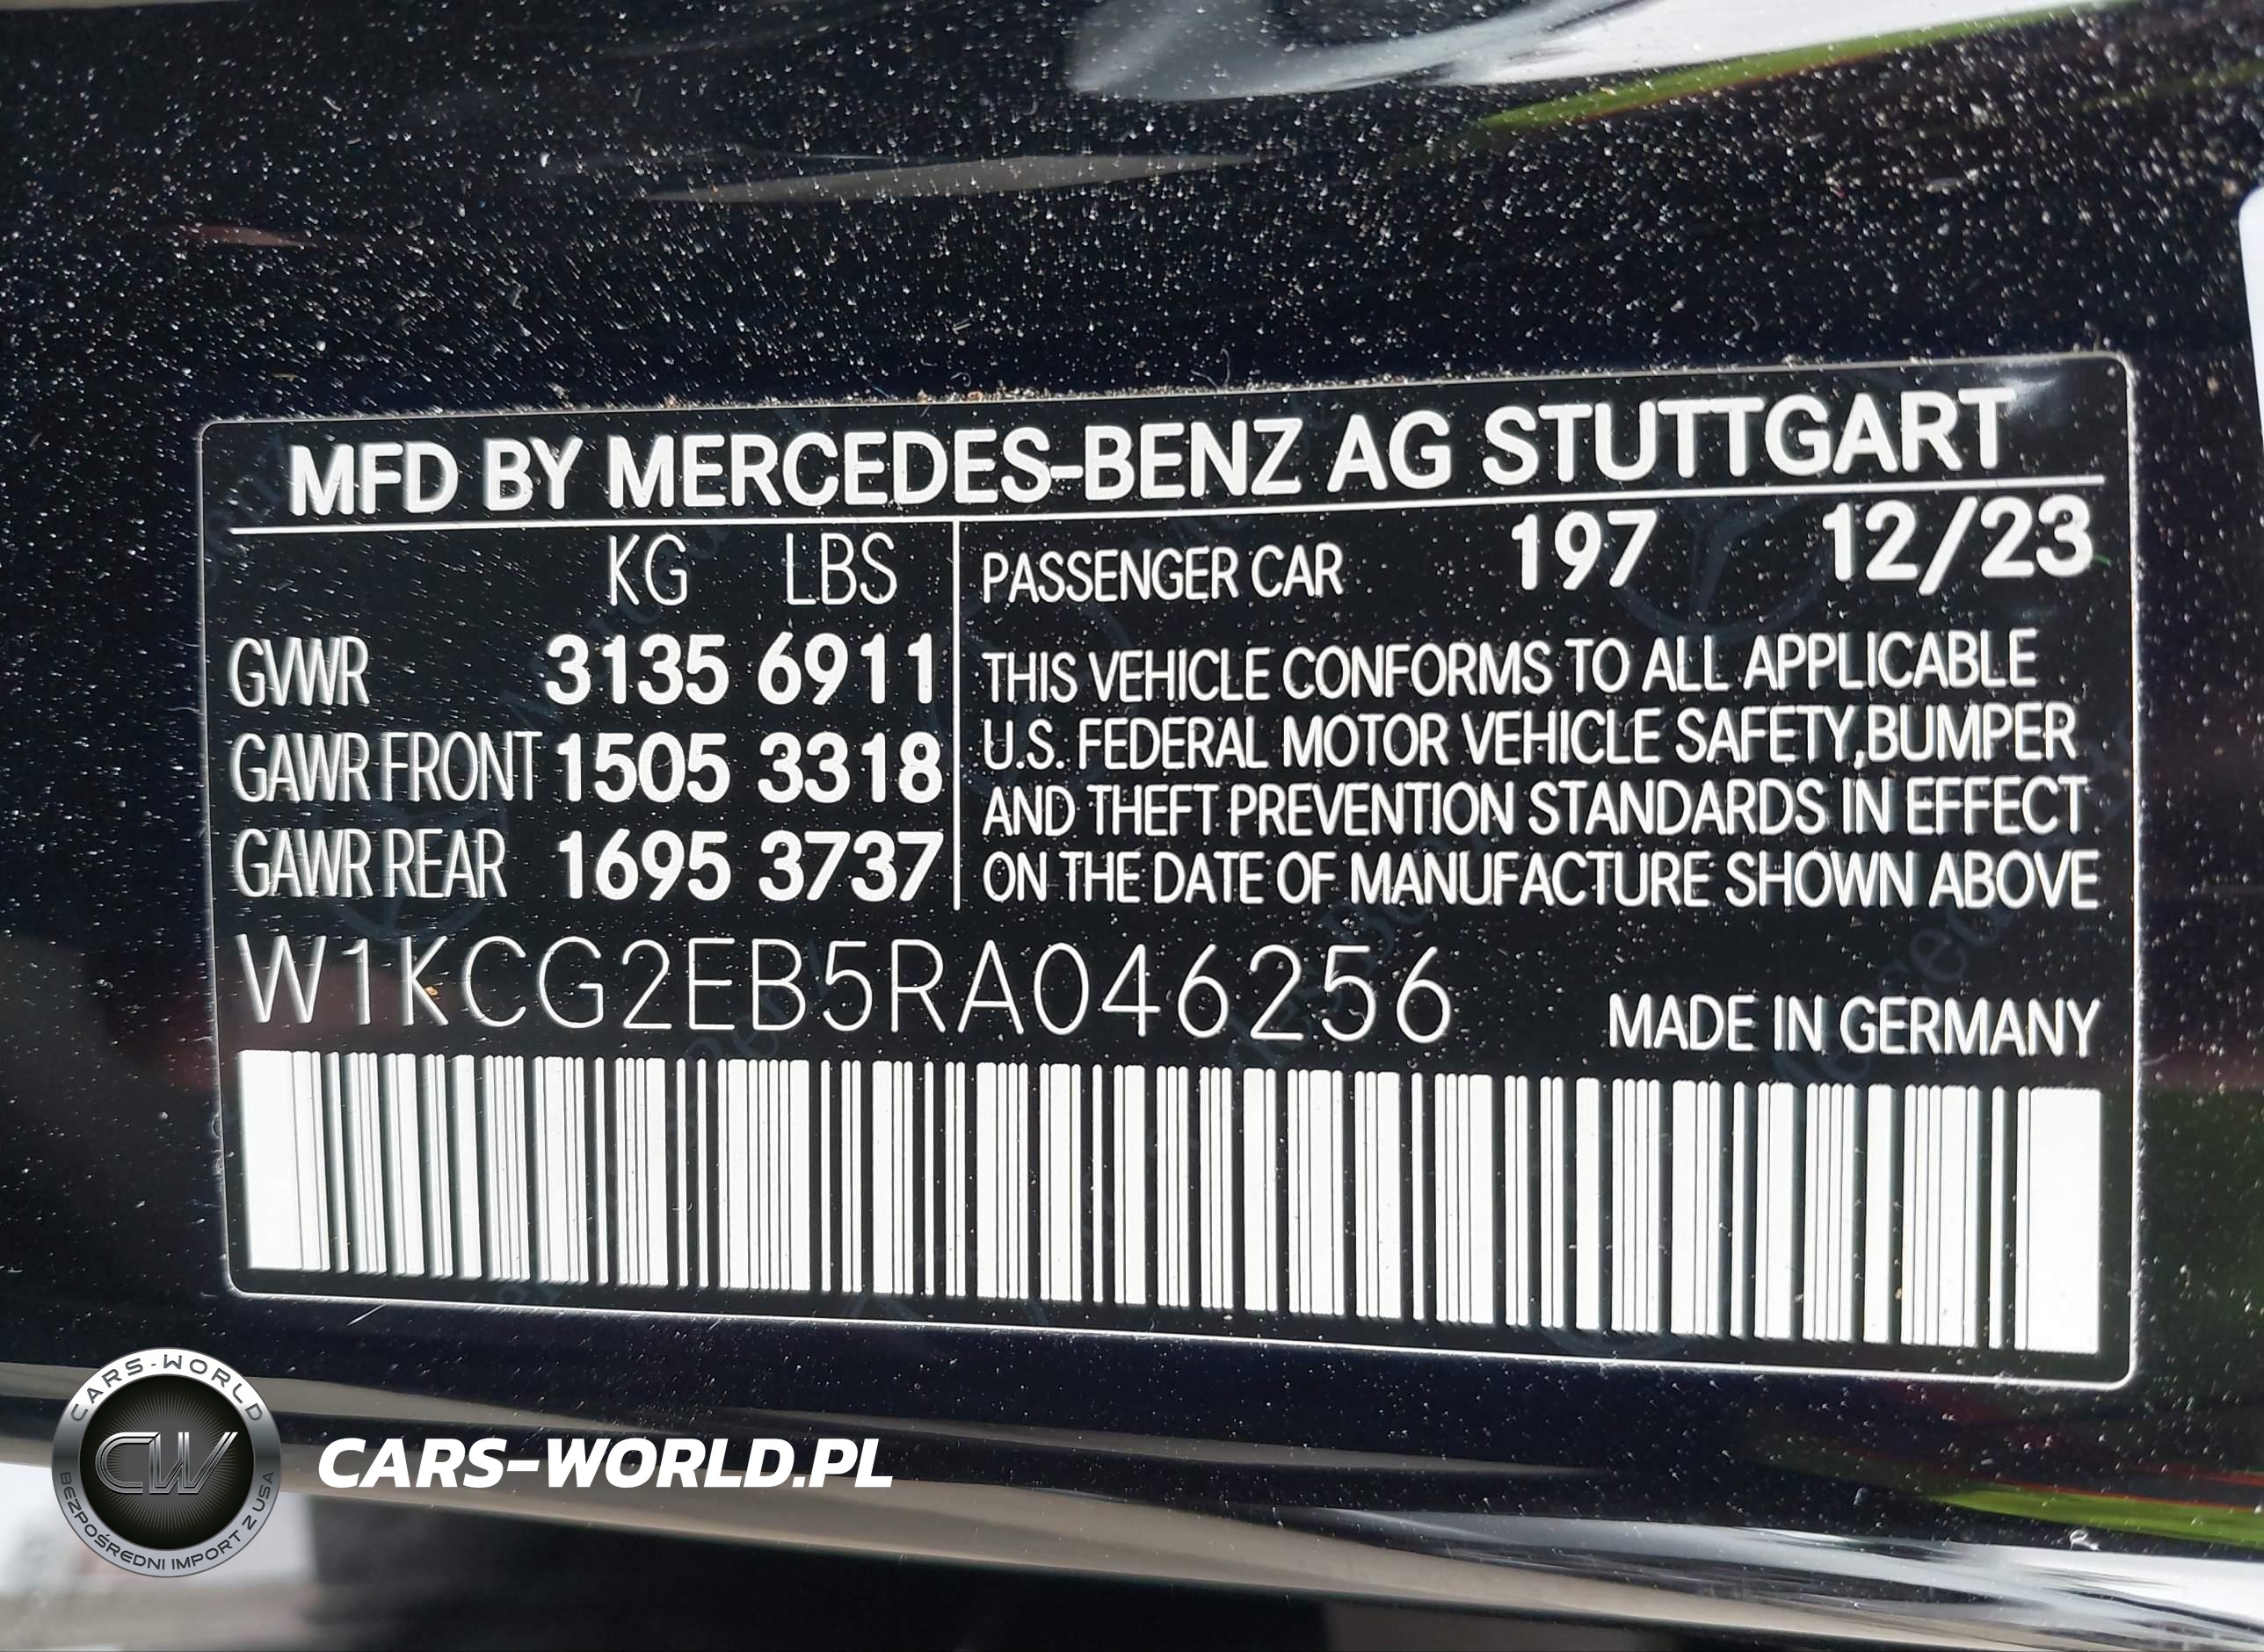 MFD BY MERCEDES-BENZ AG STUTTGART
KG LBS
GVWR 3135 6911
GAWR FRONT 1505 3318
GAWR REAR 1695 3737
PASSENGER CAR 197 12/23
THIS VEHICLE CONFORMS TO ALL APPLICABLE
U.S. FEDERAL MOTOR VEHICLE SAFETY,BUMPER
AND THEFT PREVENTION STANDARDS IN EFFECT
ON THE DATE OF MANUFACTURE SHOWN ABOVE
W1KCG2EB5RA046256
MADE IN GERMANY
CARS-WORLD
CW
BEZPOŚREDNI IMPORT Z USA
CARS-WORLD.PL